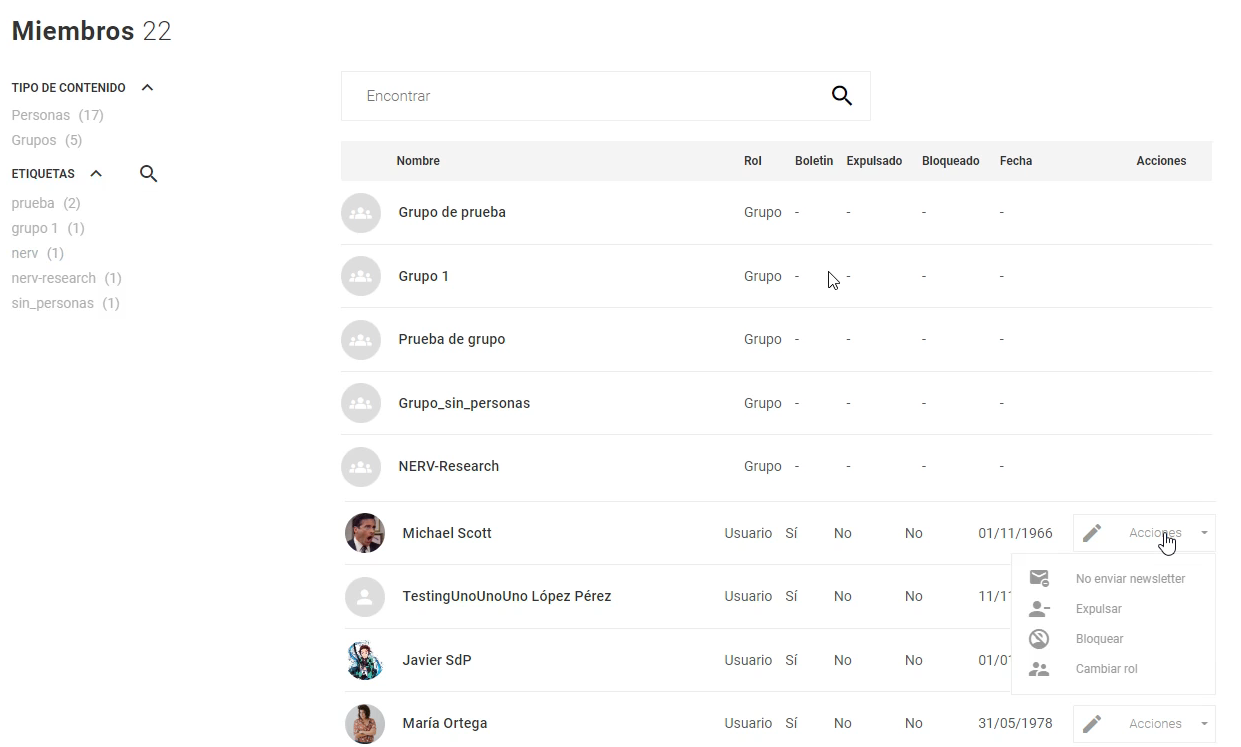 Miembros 22
TIPO DE CONTENIDO
Personas (17)
Grupos (5)
ETIQUETAS
prueba (2)
grupo 1 (1)
nerv (1)
nerv-research (1)
sin_personas (1)
Encontrar
Nombre Rol Boletin Expulsado Bloqueado Fecha Acciones
Grupo de prueba Grupo - - - -
Grupo 1 Grupo - - - -
Prueba de grupo Grupo - - - -
Grupo_sin_personas Grupo - - - -
NERV-Research Grupo - - - -
Michael Scott Usuario Sí No No 01/11/1966 Acciones
No enviar newsletter
Expulsar
Bloquear
Cambiar rol
TestingUnoUnoUno López Pérez Usuario Sí No No 11/1
Javier SdP Usuario Sí No No 01/0
María Ortega Usuario Sí No No 31/05/1978 Acciones